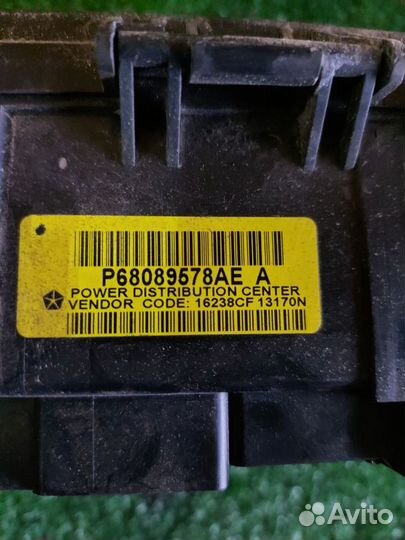 P68089578AE A
POWER DISTRIBUTION CENTER
VENDOR CODE: 16238CF 13170N
Avito